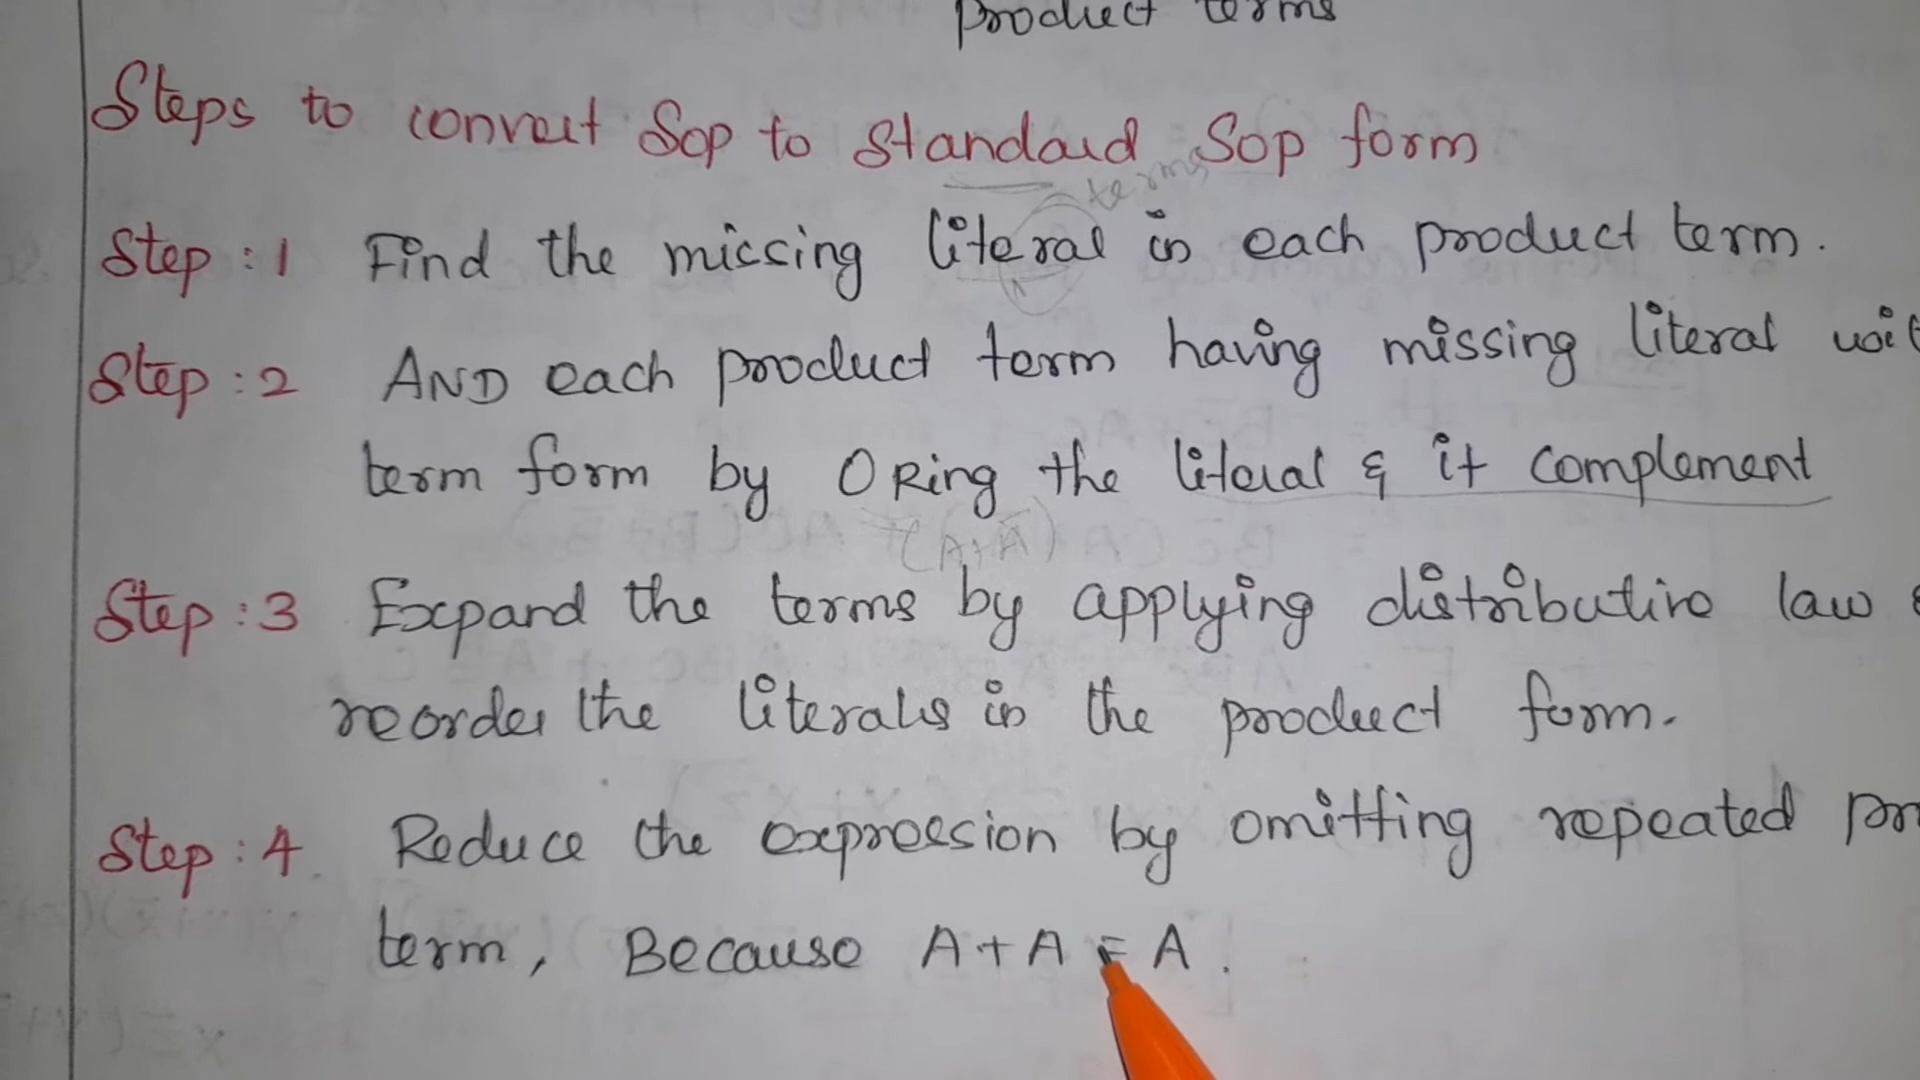 product terms
Steps to convert Sop to standard Sop form
terms
Step : 1 Find the missing literal in each product term.
Step : 2 AND each product term having missing literal
term form by ORing the literal & it complement
(A+A̅)
Step : 3 Expand the terms by applying distributive law
reorder the literals in the product form.
Step : 4 Reduce the expression by omitting repeated
term, Because A + A = A.